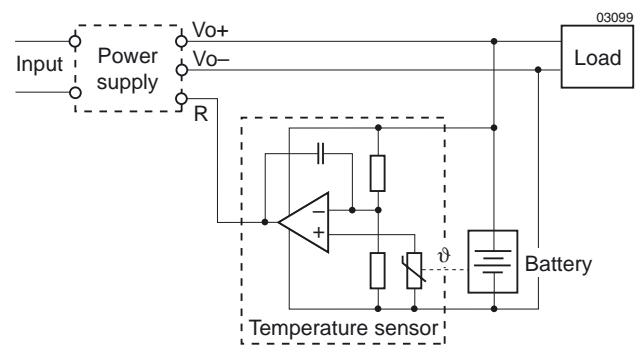 03099
Vo+
Input
Power
supply
Vo–
Load
R
–
+
ϑ
Battery
Temperature sensor